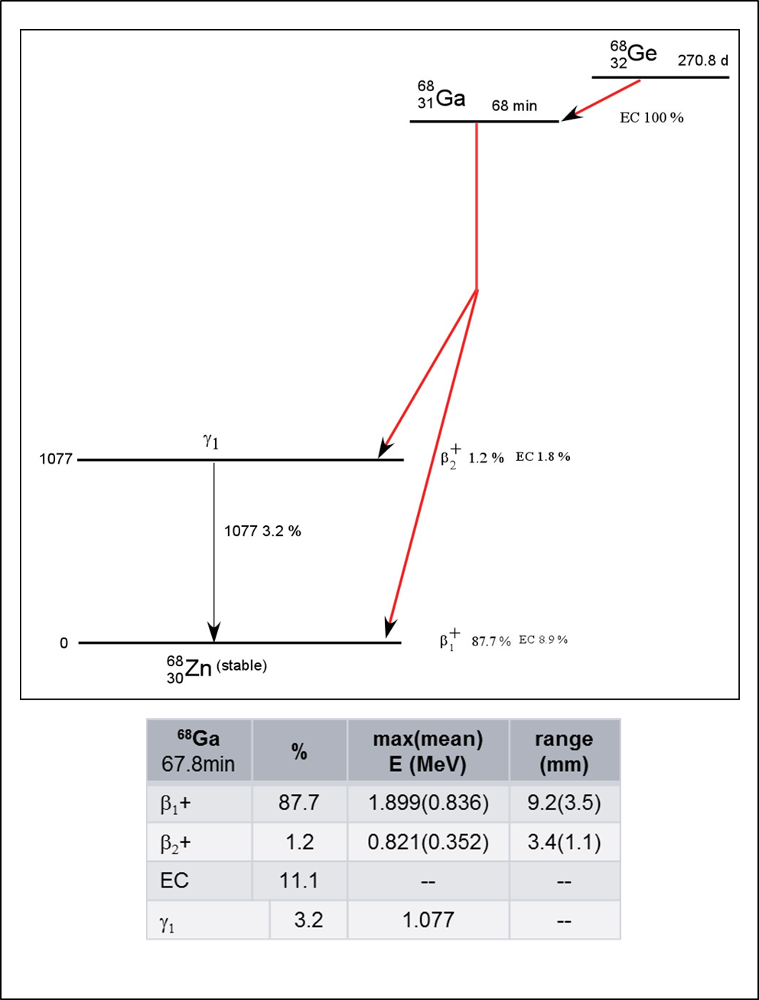 68
32Ge 270.8 d
68
31Ga 68 min
EC 100 %
γ1
1077
β2+ 1.2 % EC 1.8 %
1077 3.2 %
0
β1+ 87.7 % EC 8.9 %
68
30Zn (stable)
68Ga
67.8min
%
max(mean)
E (MeV)
range
(mm)
β1+ 87.7 1.899(0.836) 9.2(3.5)
β2+ 1.2 0.821(0.352) 3.4(1.1)
EC 11.1 -- --
γ1 3.2 1.077 --